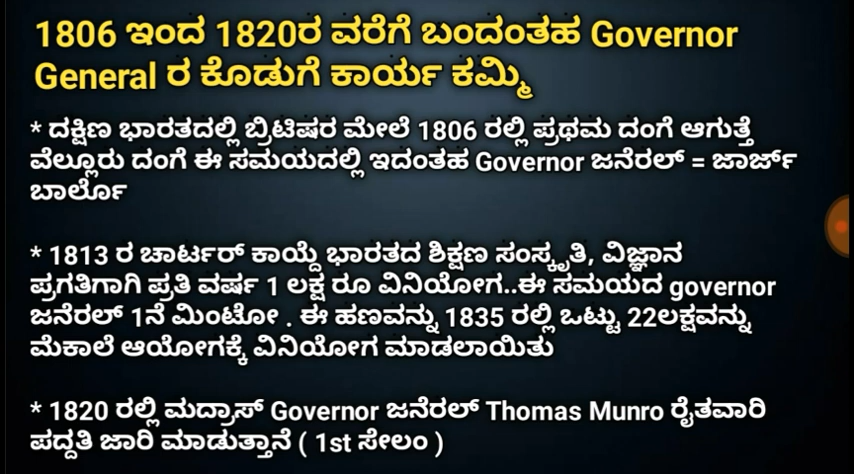 1806 ಇಂದ 1820ರ ವರೆಗೆ ಬಂದಂತಹ Governor
General ರ ಕೊಡುಗೆ ಕಾರ್ಯ ಕಮ್ಮಿ
* ದಕ್ಷಿಣ ಭಾರತದಲ್ಲಿ ಬ್ರಿಟಿಷರ ಮೇಲೆ 1806 ರಲ್ಲಿ ಪ್ರಥಮ ದಂಗೆ ಆಗುತ್ತೆ
ವೆಲ್ಲೂರು ದಂಗೆ ಈ ಸಮಯದಲ್ಲಿ ಇದಂತಹ Governor ಜನೆರಲ್ = ಜಾರ್ಜ್
ಬಾರ್ಲೊ
* 1813 ರ ಚಾರ್ಟರ್ ಕಾಯ್ದೆ ಭಾರತದ ಶಿಕ್ಷಣ ಸಂಸ್ಕೃತಿ, ವಿಜ್ಞಾನ
ಪ್ರಗತಿಗಾಗಿ ಪ್ರತಿ ವರ್ಷ 1 ಲಕ್ಷ ರೂ ವಿನಿಯೋಗ..ಈ ಸಮಯದ governor
ಜನೆರಲ್ 1ನೆ ಮಿಂಟೋ . ಈ ಹಣವನ್ನು 1835 ರಲ್ಲಿ ಒಟ್ಟು 22ಲಕ್ಷವನ್ನು
ಮೆಕಾಲೆ ಆಯೋಗಕ್ಕೆ ವಿನಿಯೋಗ ಮಾಡಲಾಯಿತು
* 1820 ರಲ್ಲಿ ಮದ್ರಾಸ್ Governor ಜನೆರಲ್ Thomas Munro ರೈತವಾರಿ
ಪದ್ದತಿ ಜಾರಿ ಮಾಡುತ್ತಾನೆ ( 1st ಸೇಲಂ )